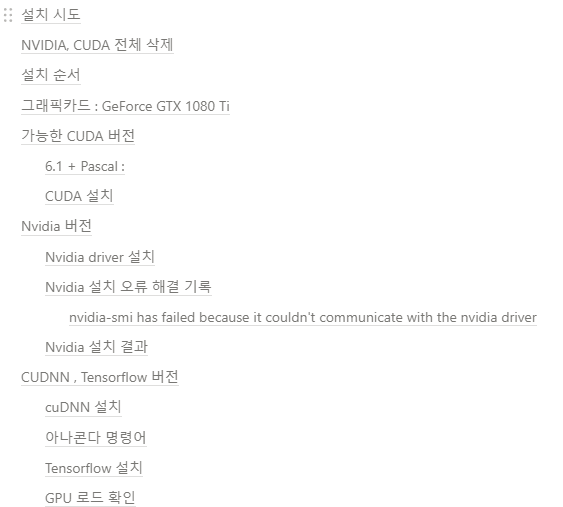 설치 시도
NVIDIA, CUDA 전체 삭제
설치 순서
그래픽카드 : GeForce GTX 1080 Ti
가능한 CUDA 버전
6.1 + Pascal :
CUDA 설치
Nvidia 버전
Nvidia driver 설치
Nvidia 설치 오류 해결 기록
nvidia-smi has failed because it couldn't communicate with the nvidia driver
Nvidia 설치 결과
CUDNN , Tensorflow 버전
cuDNN 설치
아나콘다 명령어
Tensorflow 설치
GPU 로드 확인